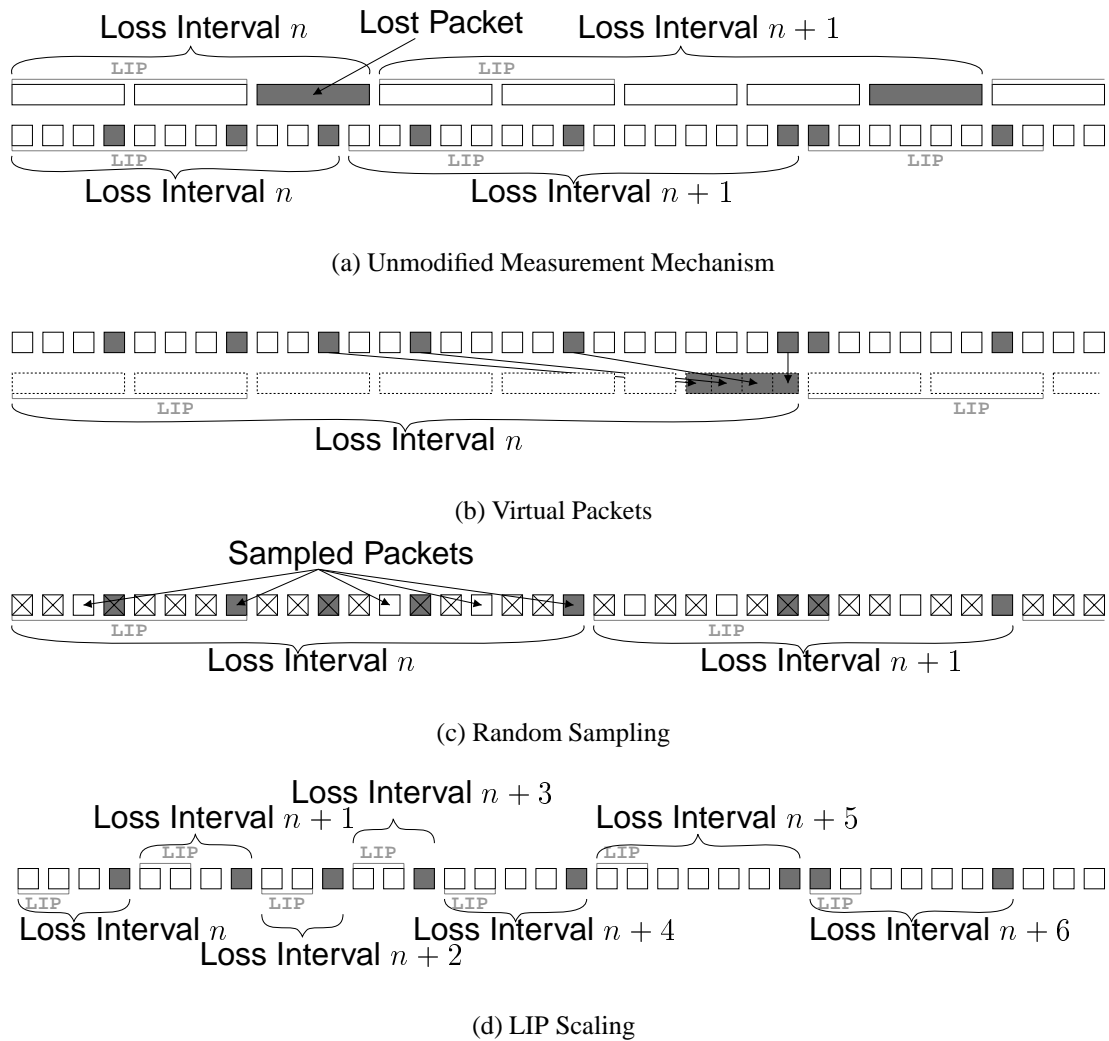 Loss Interval n
Lost Packet
Loss Interval n + 1
LIP
LIP
LIP
LIP
LIP
Loss Interval n
Loss Interval n + 1
(a) Unmodified Measurement Mechanism
LIP
LIP
Loss Interval n
(b) Virtual Packets
Sampled Packets
LIP
LIP
Loss Interval n
Loss Interval n + 1
(c) Random Sampling
Loss Interval n + 3
Loss Interval n + 1
Loss Interval n + 5
LIP
LIP
LIP
LIP
LIP
LIP
LIP
Loss Interval n
Loss Interval n + 2
Loss Interval n + 4
Loss Interval n + 6
(d) LIP Scaling